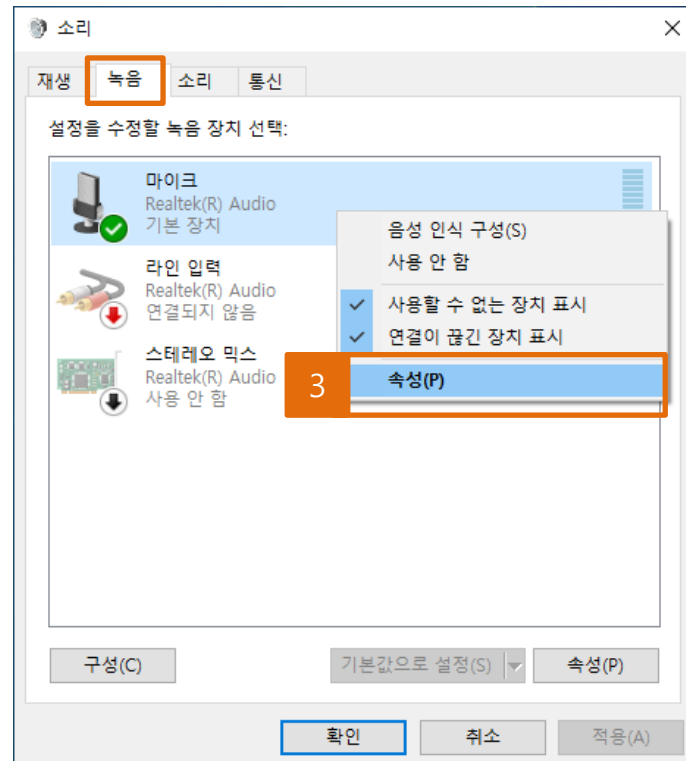 소리
재생 녹음 소리 통신
설정을 수정할 녹음 장치 선택:
마이크
Realtek(R) Audio
기본 장치
음성 인식 구성(S)
사용 안 함
라인 입력
Realtek(R) Audio
연결되지 않음
사용할 수 없는 장치 표시
연결이 끊긴 장치 표시
스테레오 믹스
Realtek(R) Audio
사용 안 함
3 속성(P)
구성(C) 기본값으로 설정(S) 속성(P)
확인 취소 적용(A)